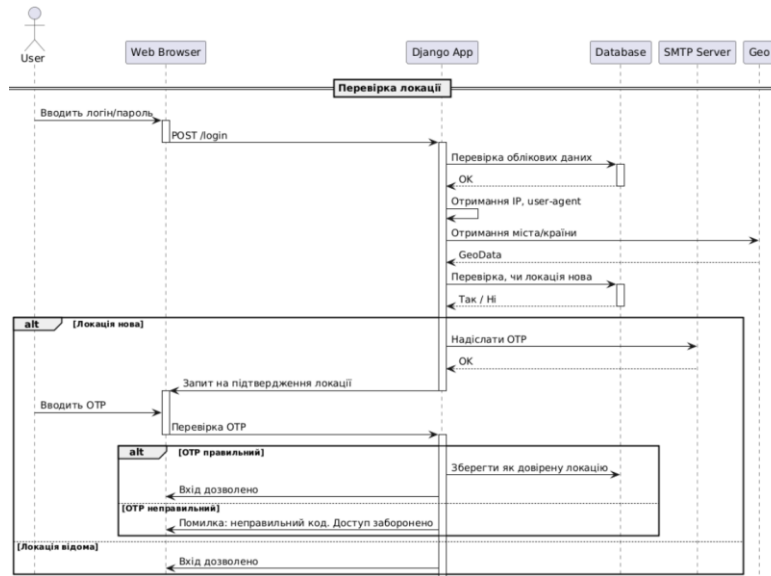 User
Web Browser
Django App
Database
SMTP Server
Geo
Перевірка локації
Вводить логін/пароль
POST /login
Перевірка облікових даних
OK
Отримання IP, user-agent
Отримання міста/країни
GeoData
Перевірка, чи локація нова
Так / Ні
alt [Локація нова]
Надіслати OTP
OK
Запит на підтвердження локації
Вводить OTP
Перевірка OTP
alt [OTP правильний]
Зберегти як довірену локацію
Вхід дозволено
[OTP неправильний]
Помилка: неправильний код. Доступ заборонено
[Локація відома]
Вхід дозволено